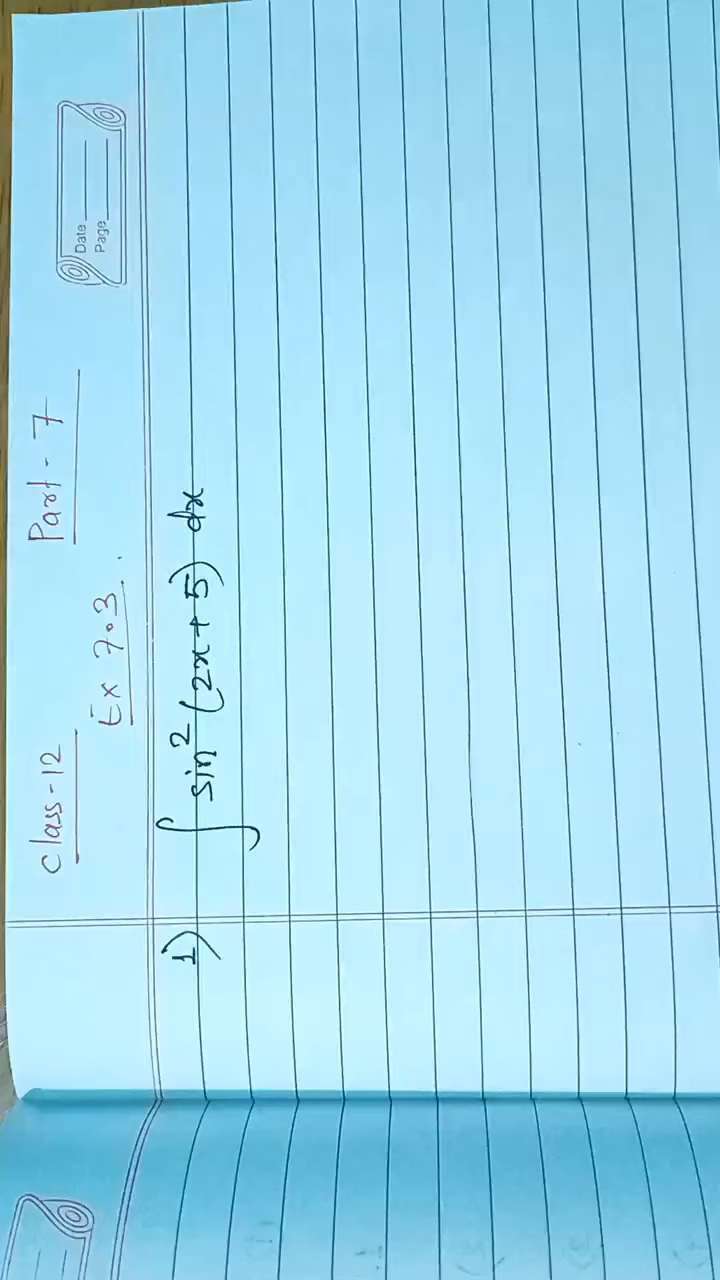 Class-12 Part-7
Date
Page
Ex 7.3.
1) ∫ sin² (2x+5) dx